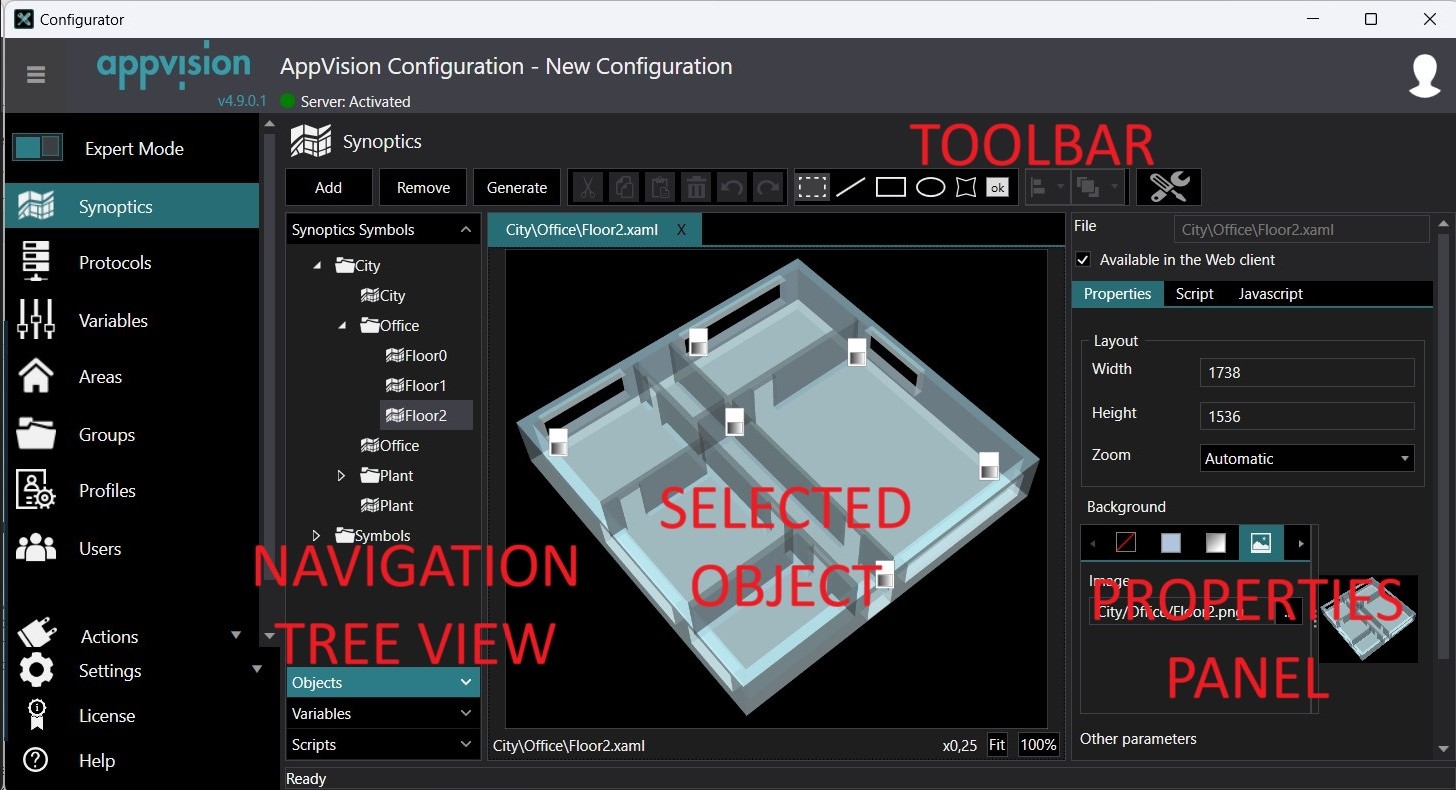 Configurator
appvision
v4.9.0.1
AppVision Configuration - New Configuration
Server: Activated
Expert Mode
Synoptics
Protocols
Variables
Areas
Groups
Profiles
Users
Actions
Settings
License
Help
Synoptics
TOOLBAR
Add
Remove
Generate
ok
Synoptics Symbols
City
City
Office
Floor0
Floor1
Floor2
Office
Plant
Plant
Symbols
NAVIGATION
TREE VIEW
Objects
Variables
Scripts
City\Office\Floor2.xaml X
SELECTED
OBJECT
City\Office\Floor2.xaml
x0,25
Fit
100%
File
City\Office\Floor2.xaml
Available in the Web client
Properties
Script
Javascript
Layout
Width
1738
Height
1536
Zoom
Automatic
Background
Image
City/Office/Floor2.png
...
PROPERTIES
PANEL
Other parameters
Ready